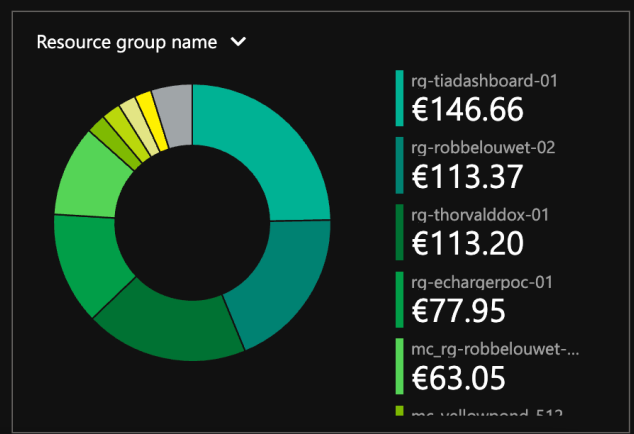 Resource group name
rg-tiadashboard-01
€146.66
rg-robbelouwet-02
€113.37
rg-thorvalddox-01
€113.20
rg-echargerpoc-01
€77.95
mc_rg-robbelouwet-...
€63.05
mc_yellowpond_512